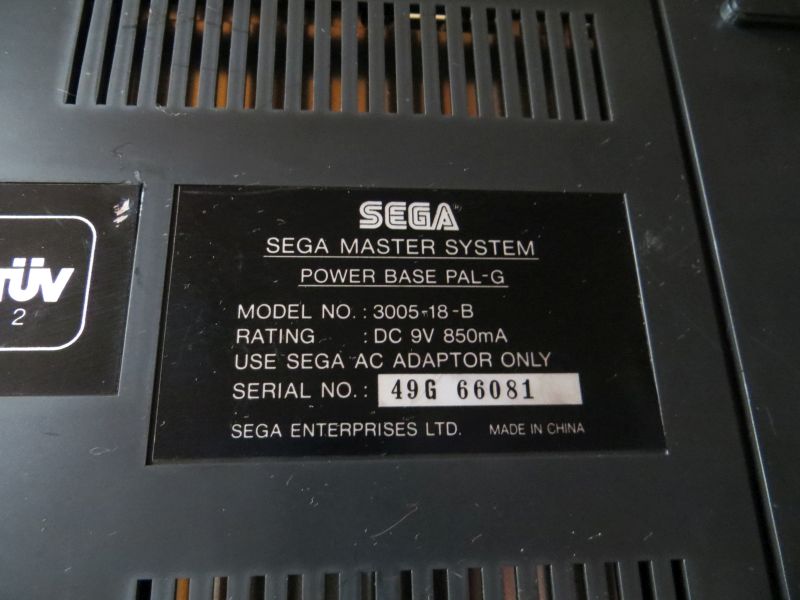 SEGA
SEGA MASTER SYSTEM
POWER BASE PAL-G
MODEL NO. : 3005-18-B
RATING : DC 9V 850mA
USE SEGA AC ADAPTOR ONLY
SERIAL NO. : 49G 66081
SEGA ENTERPRISES LTD. MADE IN CHINA
TÜV
2